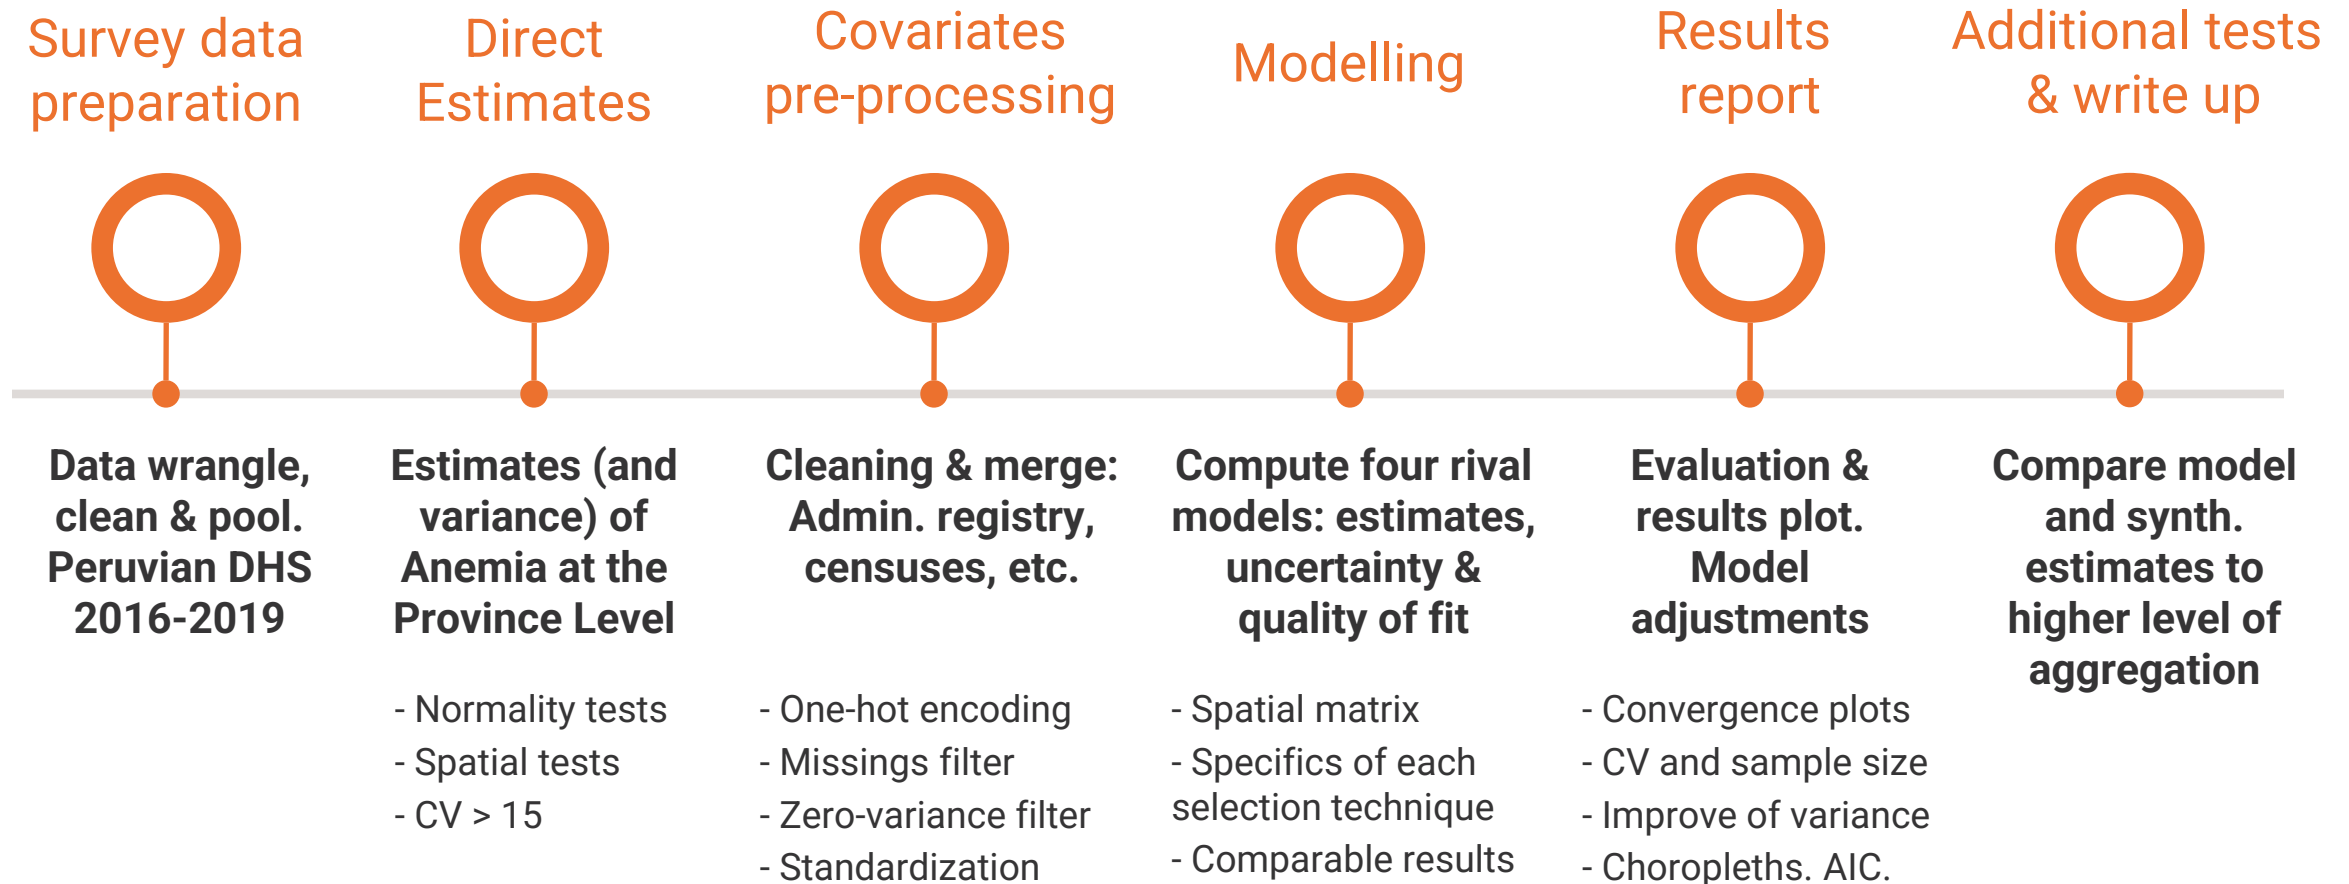 Survey data
preparation
Direct
Estimates
Covariates
pre-processing
Modelling
Results
report
Additional tests
& write up
Data wrangle,
clean & pool.
Peruvian DHS
2016-2019
Estimates (and
variance) of
Anemia at the
Province Level
- Normality tests
- Spatial tests
- CV > 15
Cleaning & merge:
Admin. registry,
censuses, etc.
- One-hot encoding
- Missings filter
- Zero-variance filter
- Standardization
Compute four rival
models: estimates,
uncertainty &
quality of fit
- Spatial matrix
- Specifics of each
selection technique
- Comparable results
Evaluation &
results plot.
Model
adjustments
- Convergence plots
- CV and sample size
- Improve of variance
- Choropleths. AIC.
Compare model
and synth.
estimates to
higher level of
aggregation